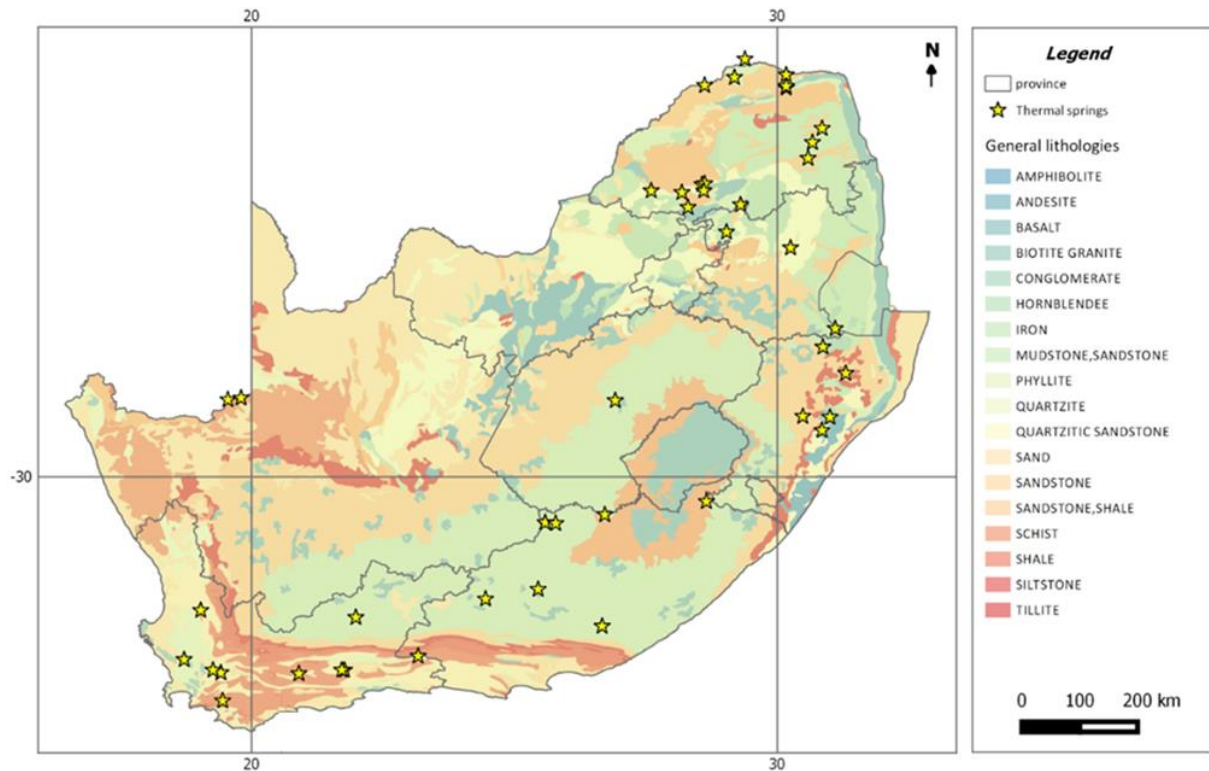 20
30
N
-30
20
30
Legend
province
Thermal springs
General lithologies
AMPHIBOLITE
ANDESITE
BASALT
BIOTITE GRANITE
CONGLOMERATE
HORNBLENDEE
IRON
MUDSTONE,SANDSTONE
PHYLLITE
QUARTZITE
QUARTZITIC SANDSTONE
SAND
SANDSTONE
SANDSTONE,SHALE
SCHIST
SHALE
SILTSTONE
TILLITE
0 100 200 km